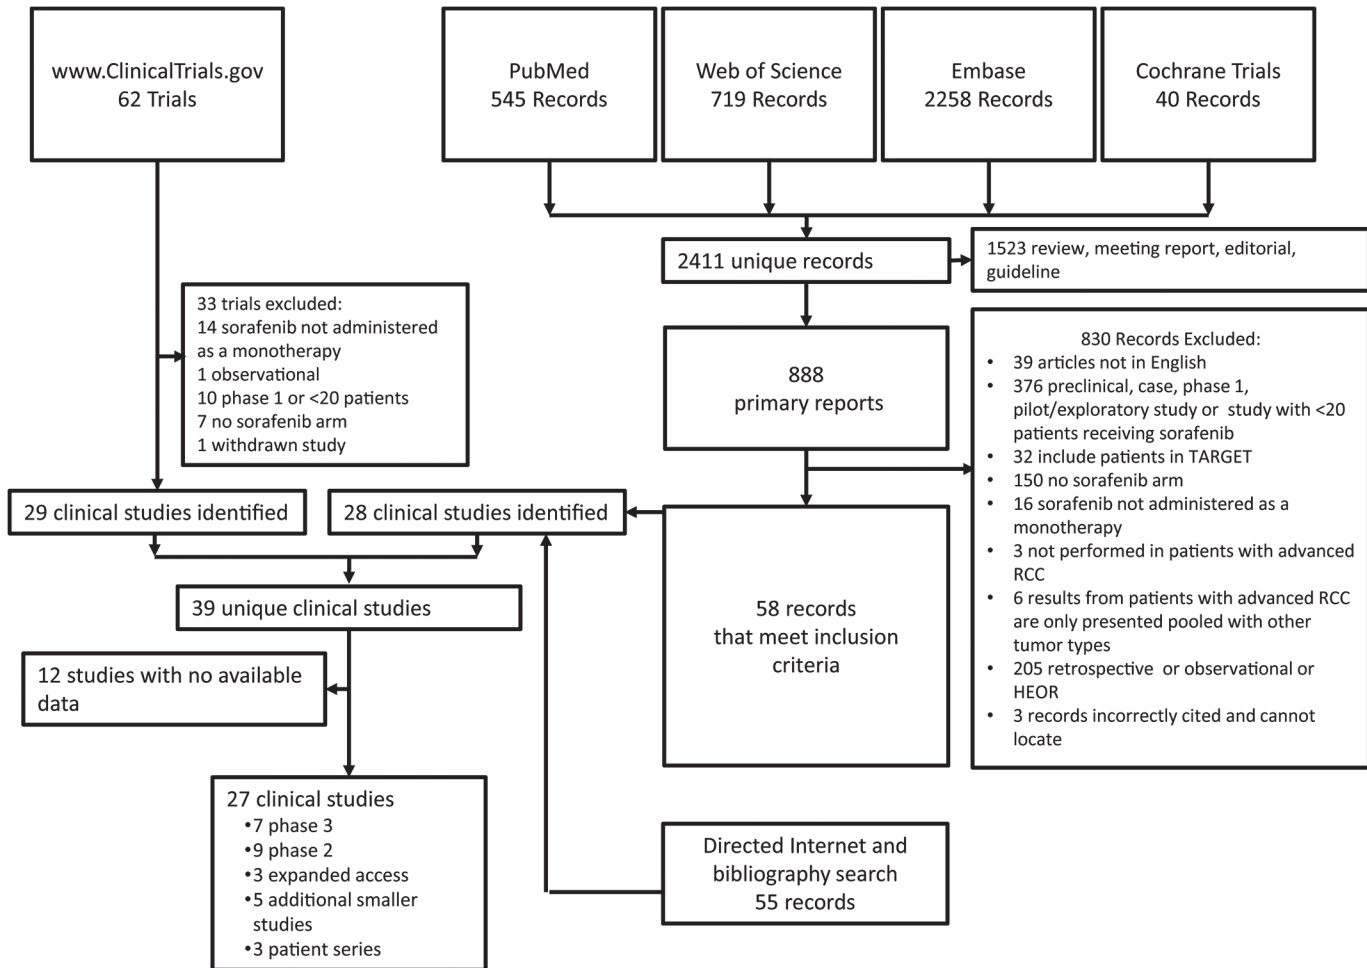 www.ClinicalTrials.gov
62 Trials
PubMed
545 Records
Web of Science
719 Records
Embase
2258 Records
Cochrane Trials
40 Records
2411 unique records
1523 review, meeting report, editorial,
guideline
33 trials excluded:
14 sorafenib not administered
as a monotherapy
1 observational
10 phase 1 or <20 patients
7 no sorafenib arm
1 withdrawn study
888
primary reports
830 Records Excluded:
• 39 articles not in English
• 376 preclinical, case, phase 1,
pilot/exploratory study or study with <20
patients receiving sorafenib
• 32 include patients in TARGET
• 150 no sorafenib arm
• 16 sorafenib not administered as a
monotherapy
• 3 not performed in patients with advanced
RCC
• 6 results from patients with advanced RCC
are only presented pooled with other
tumor types
• 205 retrospective or observational or
HEOR
• 3 records incorrectly cited and cannot
locate
29 clinical studies identified
28 clinical studies identified
58 records
that meet inclusion
criteria
39 unique clinical studies
12 studies with no available
data
27 clinical studies
•7 phase 3
•9 phase 2
•3 expanded access
•5 additional smaller
studies
•3 patient series
Directed Internet and
bibliography search
55 records